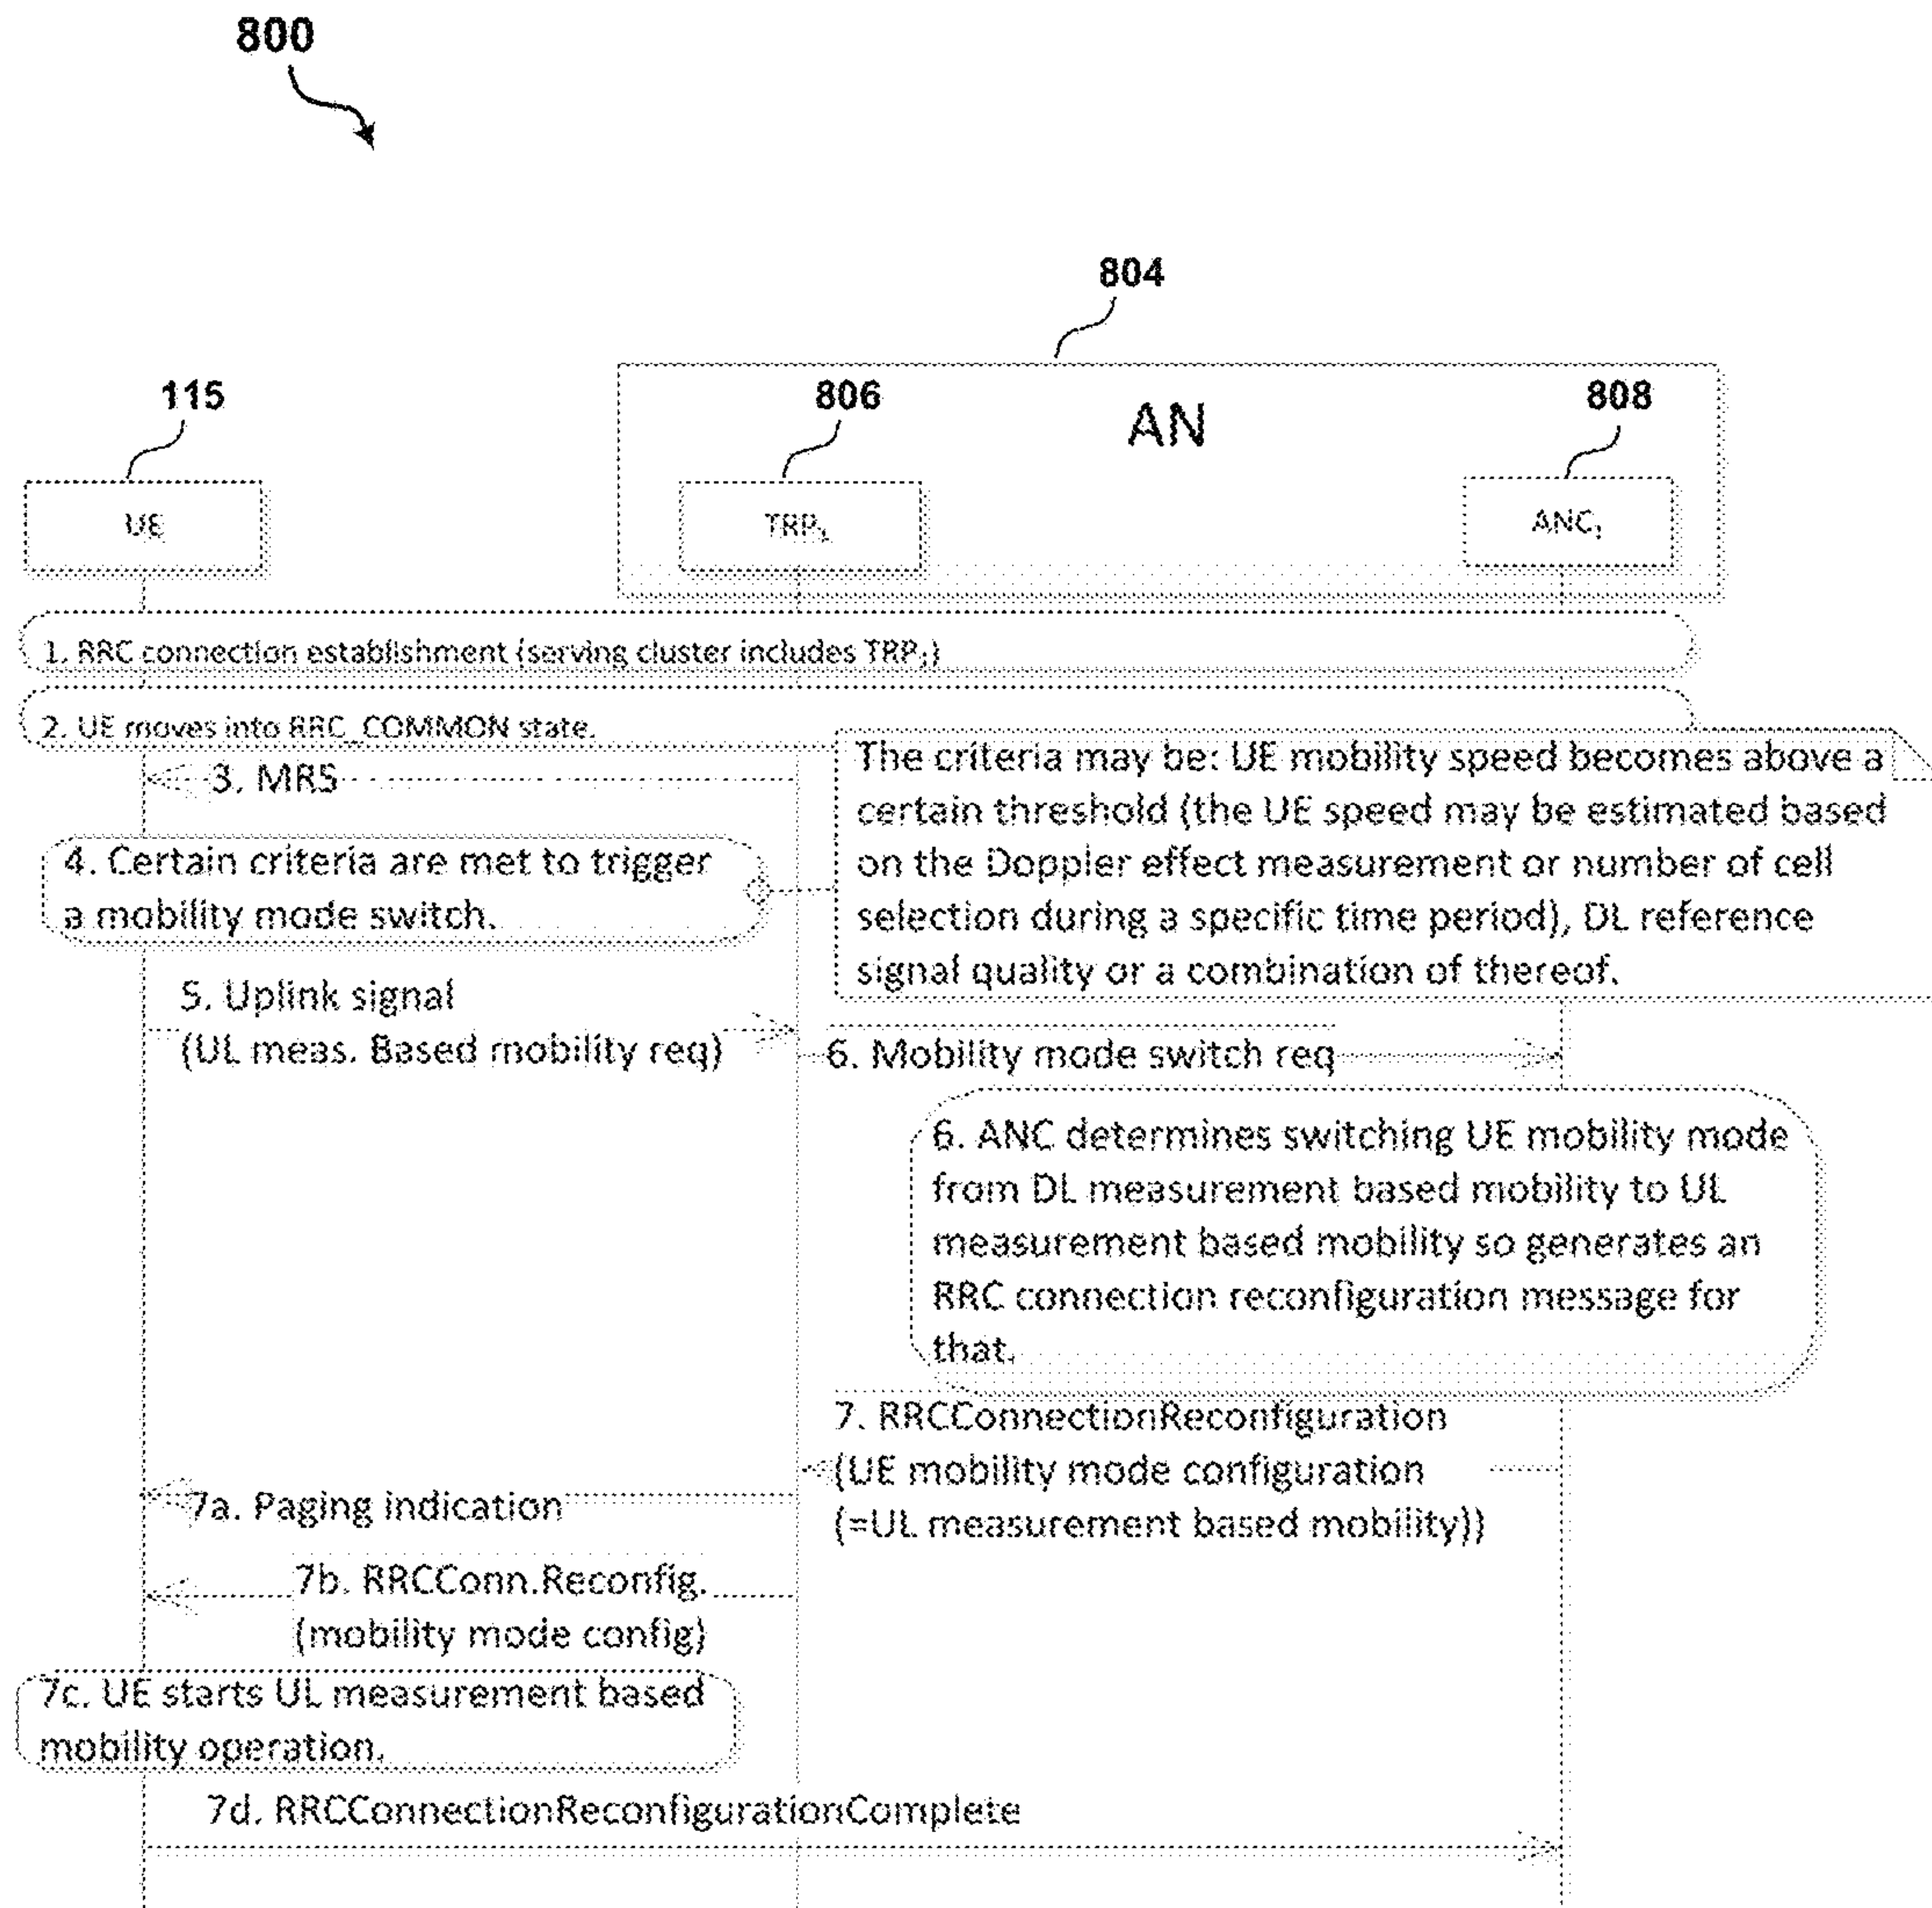 800
804
115
806
AN
808
UE
TRP₁
ANC₁
1. RRC connection establishment (serving cluster includes TRP₁)
2. UE moves into RRC_COMMON state.
The criteria may be: UE mobility speed becomes above a
certain threshold (the UE speed may be estimated based
on the Doppler effect measurement or number of cell
selection during a specific time period), DL reference
signal quality or a combination of thereof.
3. MRS
4. Certain criteria are met to trigger
a mobility mode switch.
5. Uplink signal
(UL meas. Based mobility req)
6. Mobility mode switch req
6. ANC determines switching UE mobility mode
from DL measurement based mobility to UL
measurement based mobility so generates an
RRC connection reconfiguration message for
that.
7. RRCConnectionReconfiguration
(UE mobility mode configuration
(=UL measurement based mobility))
7a. Paging indication
7b. RRCConn.Reconfig.
(mobility mode config)
7c. UE starts UL measurement based
mobility operation.
7d. RRCConnectionReconfigurationComplete